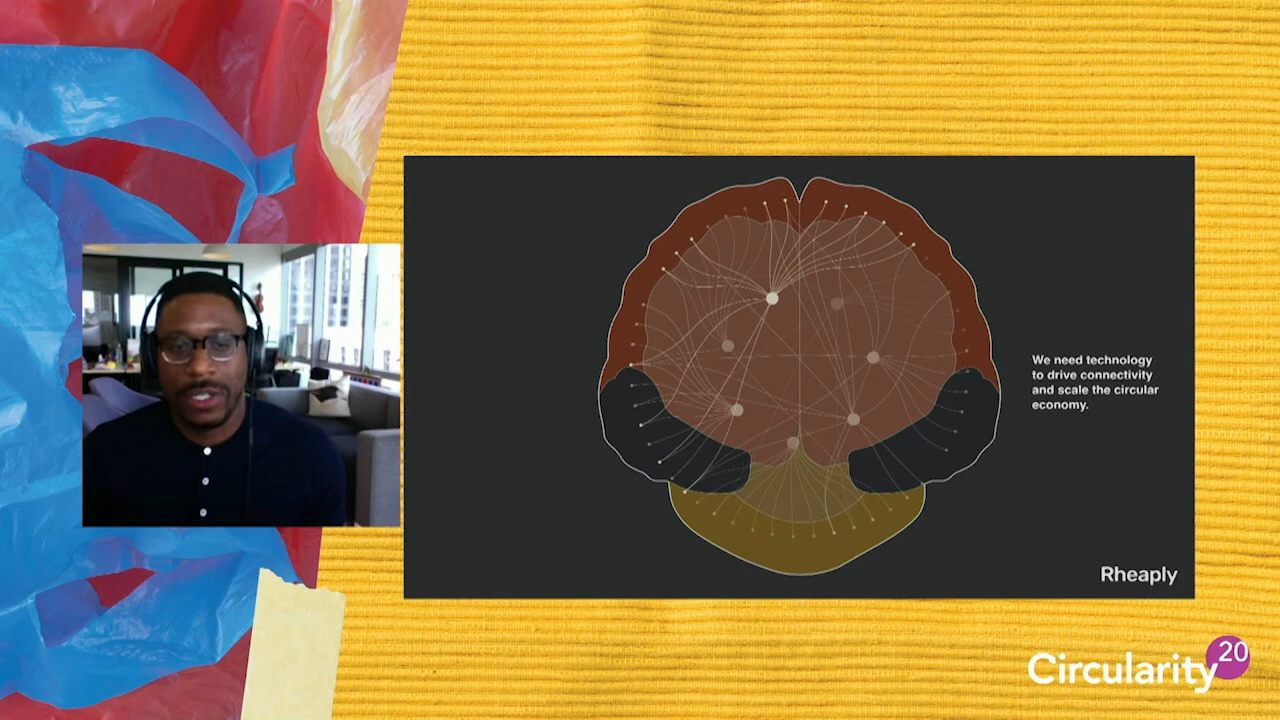 We need technology
to drive connectivity
and scale the circular
economy.
Rheaply
Circularity 20